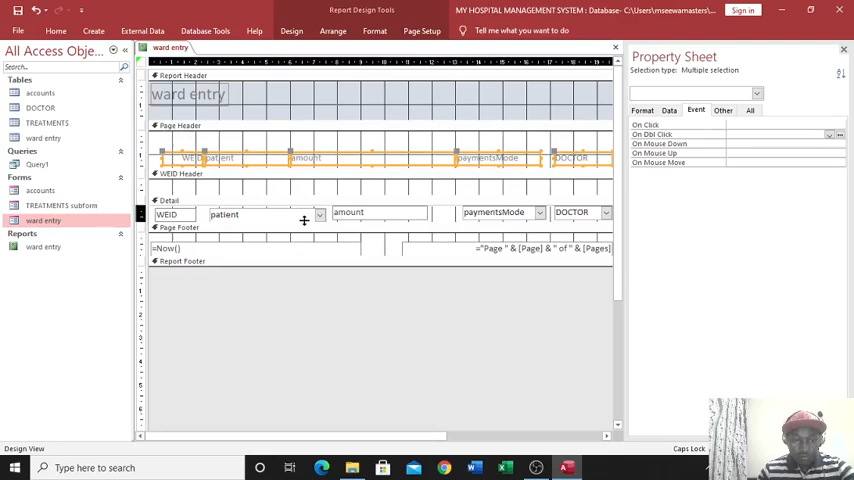 Report Design Tools
MY HOSPITAL MANAGEMENT SYSTEM : Database- C:\Users\mseewamasters\
Sign in
File Home Create External Data Database Tools Help Design Arrange Format Page Setup Tell me what you want to do
All Access Obje...
Search...
Tables
accounts
DOCTOR
TREATMENTS
ward entry
Queries
Query1
Forms
accounts
TREATMENTS subform
ward entry
Reports
ward entry
ward entry
Report Header
ward entry
Page Header
WEID patient amount paymentsMode DOCTOR
WEID Header
Detail
WEID patient amount paymentsMode DOCTOR
Page Footer
=Now() ="Page " & [Page] & " of " & [Pages]
Report Footer
Property Sheet
Selection type: Multiple selection
Format Data Event Other All
On Click
On Dbl Click
On Mouse Down
On Mouse Up
On Mouse Move
Design View
Caps Lock
Type here to search